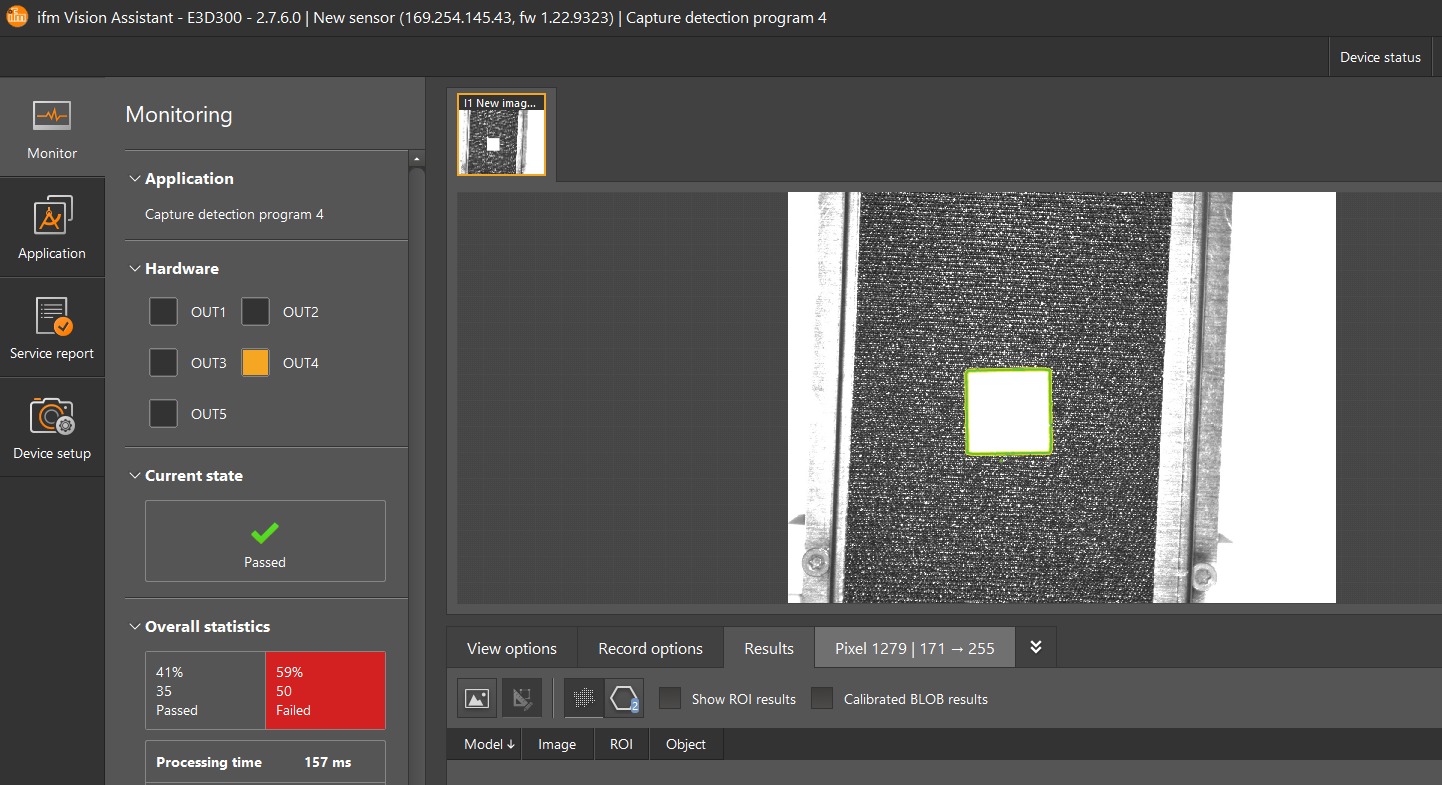 ifm Vision Assistant - E3D300 - 2.7.6.0 | New sensor (169.254.145.43, fw 1.22.9323) | Capture detection program 4
Device status
Monitor
Application
Service report
Device setup
Monitoring
Application
Capture detection program 4
Hardware
OUT1
OUT2
OUT3
OUT4
OUT5
Current state
Passed
Overall statistics
41%
35
Passed
59%
50
Failed
Processing time 157 ms
I1 New imag...
View options
Record options
Results
Pixel 1279 | 171 → 255
2
Show ROI results
Calibrated BLOB results
Model ↓
Image
ROI
Object